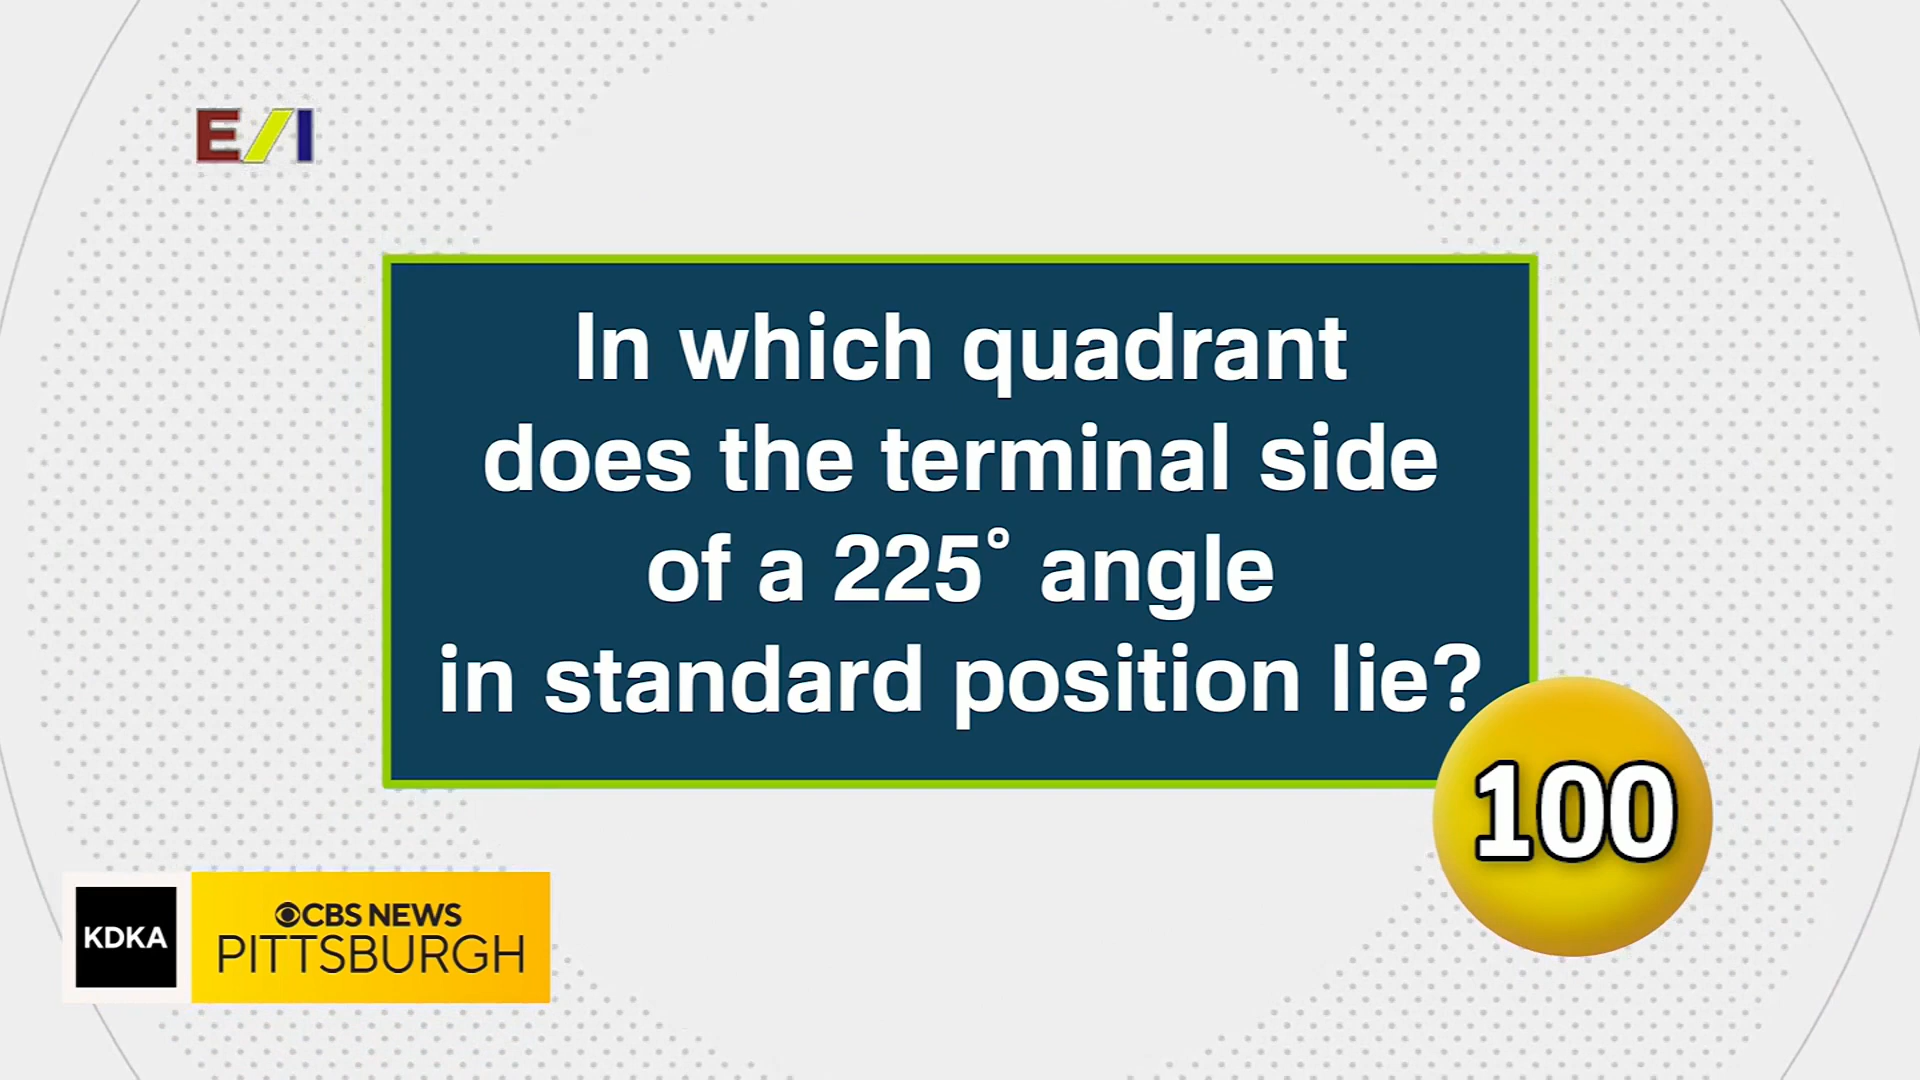 E/I
In which quadrant
does the terminal side
of a 225° angle
in standard position lie?
100
KDKA
CBS NEWS
PITTSBURGH